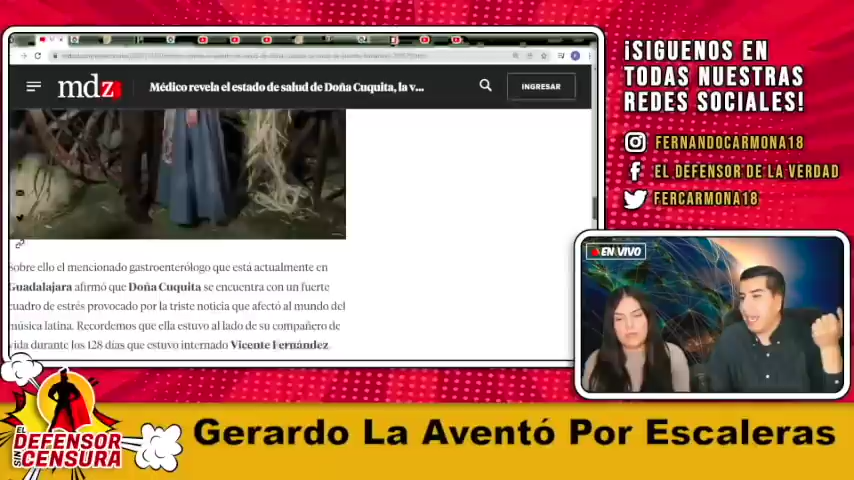 mdz
Médico revela el estado de salud de Doña Cuquita, la v...
INGRESAR
Sobre ello el mencionado gastroenterólogo que está actualmente en
Guadalajara afirmó que Doña Cuquita se encuentra con un fuerte
cuadro de estrés provocado por la triste noticia que afectó al mundo del
música latina. Recordemos que ella estuvo al lado de su compañero de
vida durante los 128 días que estuvo internado Vicente Fernández
¡SIGUENOS EN
TODAS NUESTRAS
REDES SOCIALES!
FERNANDOCARMONA18
EL DEFENSOR DE LA VERDAD
FERCARMONA18
EN VIVO
EL
DEFENSOR
SIN
CENSURA
Gerardo La Aventó Por Escaleras